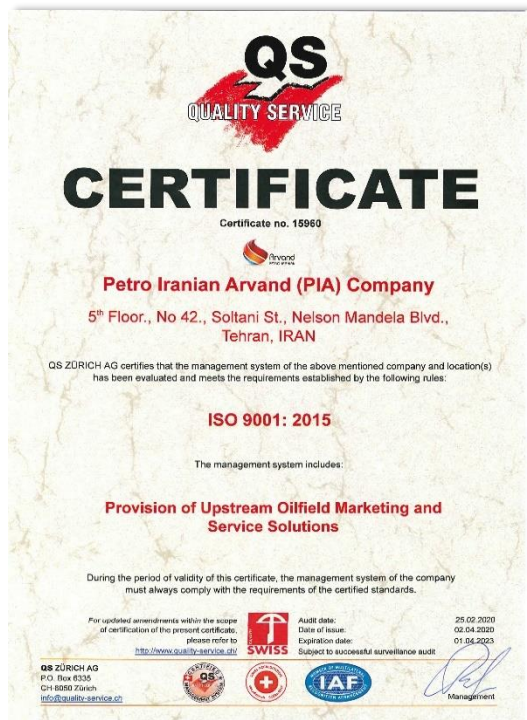 QS
QUALITY SERVICE
CERTIFICATE
Certificate no. 15960
Arvand
Petro Iranian Arvand (PIA) Company
5th Floor., No 42., Soltani St., Nelson Mandela Blvd.,
Tehran, IRAN
QS ZÜRICH AG certifies that the management system of the above mentioned company and location(s)
has been evaluated and meets the requirements established by the following rules:
ISO 9001: 2015
The management system includes:
Provision of Upstream Oilfield Marketing and
Service Solutions
During the period of validity of this certificate, the management system of the company
must always comply with the requirements of the certified standards.
For updated amendments within the scope
of certification of the present certificate,
please refer to
http://www.quality-service.ch/
SWISS
Audit date: 25.02.2020
Date of issue: 02.04.2020
Expiration date: 01.04.2023
Subject to successful surveillance audit
QS ZÜRICH AG
P.O. Box 6335
CH-8050 Zürich
info@quality-service.ch
CERTIFIED
QS
IAF
Management